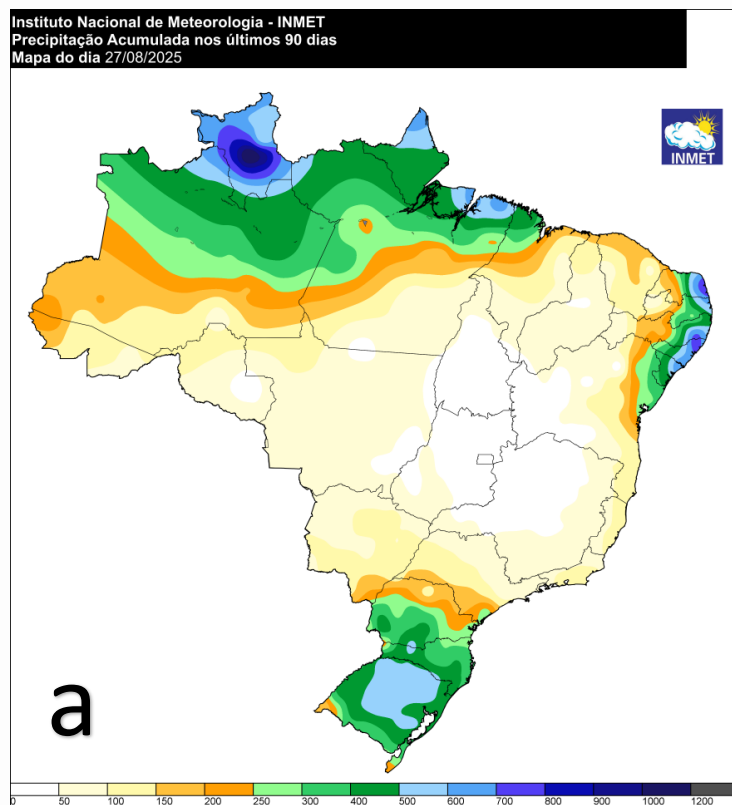 Instituto Nacional de Meteorologia - INMET
Precipitação Acumulada nos últimos 90 dias
Mapa do dia 27/08/2025
INMET
a
0 50 100 150 200 250 300 400 500 600 700 800 900 1000 1200